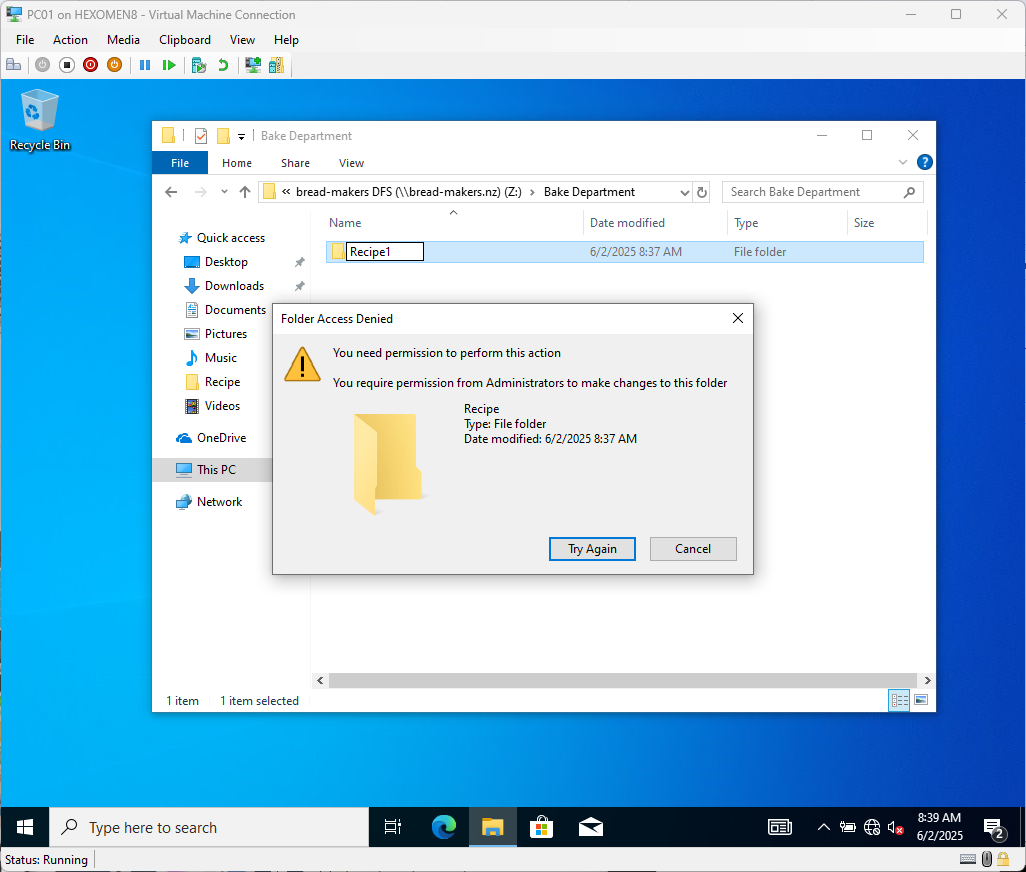 PC01 on HEXOMEN8 - Virtual Machine Connection
File Action Media Clipboard View Help
Recycle Bin
Bake Department
File Home Share View
« bread-makers DFS (\\bread-makers.nz) (Z:) › Bake Department
Search Bake Department
Name Date modified Type Size
Quick access
Desktop
Downloads
Documents
Pictures
Music
Recipe
Videos
OneDrive
This PC
Network
Recipe1 6/2/2025 8:37 AM File folder
Folder Access Denied
You need permission to perform this action
You require permission from Administrators to make changes to this folder
Recipe
Type: File folder
Date modified: 6/2/2025 8:37 AM
Try Again Cancel
1 item 1 item selected
Type here to search
8:39 AM
6/2/2025
2
Status: Running